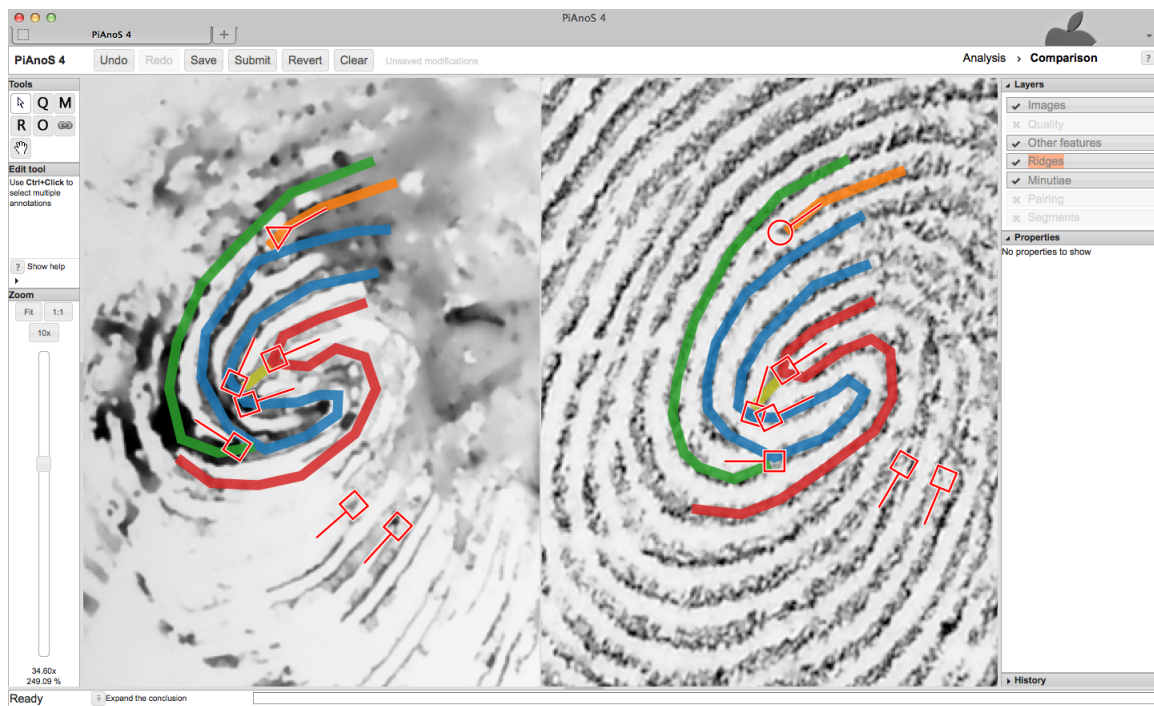 PiAnoS 4
PiAnoS 4
+
PiAnoS 4
Undo
Redo
Save
Submit
Revert
Clear
Unsaved modifications
Analysis › Comparison
?
Tools
Q M
R O
Edit tool
Use Ctrl+Click to
select multiple
annotations
? Show help
Zoom
Fit
1:1
10x
34.60x
249.09 %
Layers
Images
Quality
Other features
Ridges
Minutiae
Pairing
Segments
Properties
No properties to show
History
Ready
Expand the conclusion